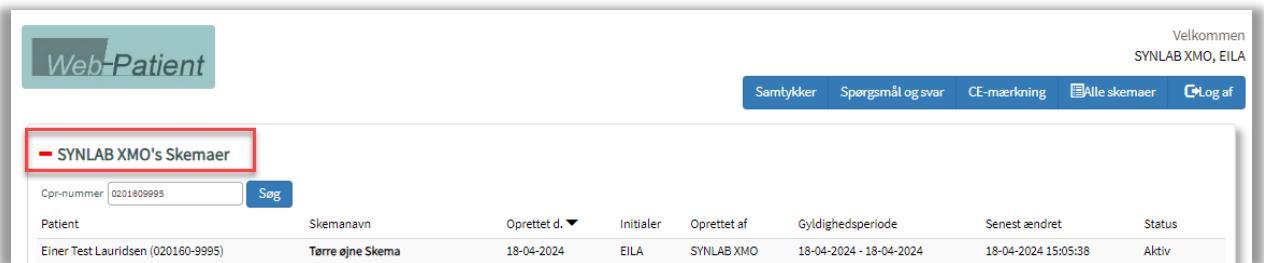 Velkommen
Web-Patient
SYNLAB XMO, EILA
Samtykker Spørgsmål og svar CE-mærkning Alle skemaer Log af
SYNLAB XMO's Skemaer
Cpr-nummer 0201609995 Søg
Patient Skemanavn Oprettet d. Initialer Oprettet af Gyldighedsperiode Senest ændret Status
Einer Test Lauridsen (020160-9995) Tørre øjne Skema 18-04-2024 EILA SYNLAB XMO 18-04-2024 - 18-04-2024 18-04-2024 15:05:38 Aktiv